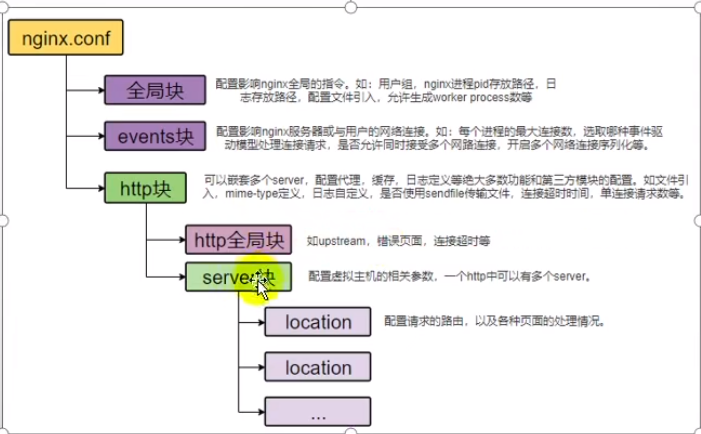 nginx.conf
全局块
配置影响nginx全局的指令。如：用户组，nginx进程pid存放路径，日
志存放路径，配置文件引入，允许生成worker process数等
events块
配置影响nginx服务器或与用户的网络连接。如：每个进程的最大连接数，选取哪种事件驱
动模型处理连接请求，是否允许同时接受多个网路连接，开启多个网络连接序列化等。
http块
可以嵌套多个server，配置代理，缓存，日志定义等绝大多数功能和第三方模块的配置。如文件引
入，mime-type定义，日志自定义，是否使用sendfile传输文件，连接超时时间，单连接请求数等。
http全局块
如upstream，错误页面，连接超时等
server块
配置虚拟主机的相关参数，一个http中可以有多个server。
location
配置请求的路由，以及各种页面的处理情况。
location
...